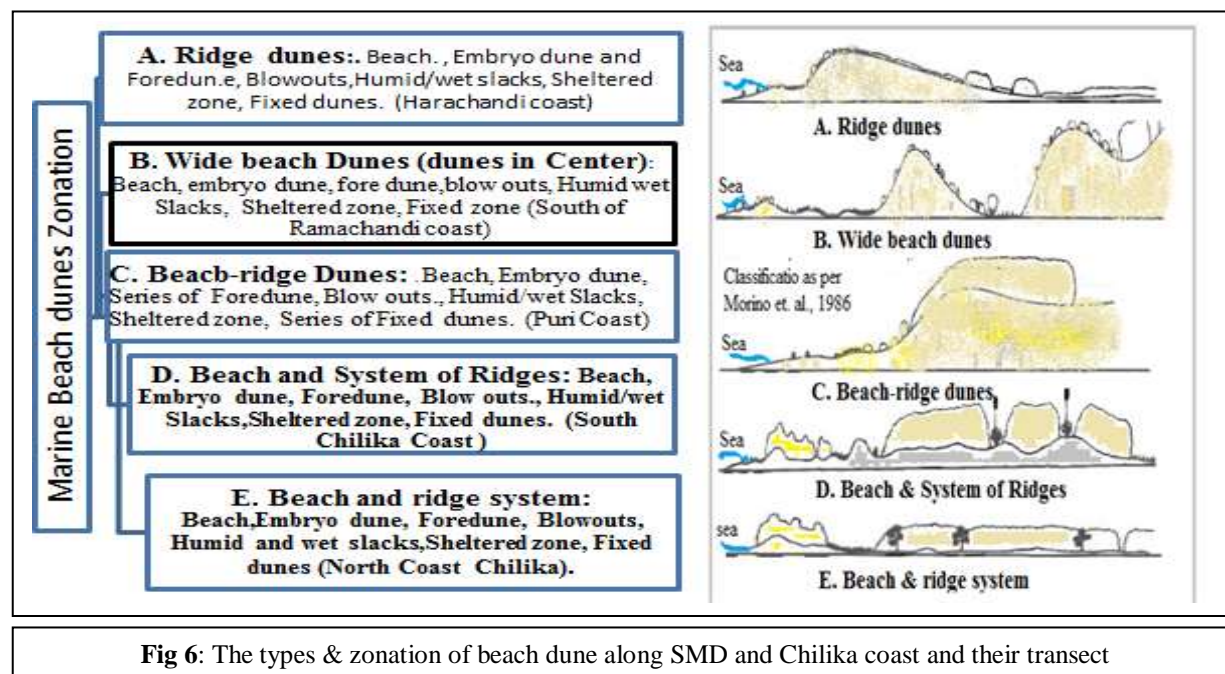 Marine Beach dunes Zonation
A. Ridge dunes:. Beach. , Embryo dune and
Foredun.e, Blowouts,Humid/wet slacks, Sheltered
zone, Fixed dunes. (Harachandi coast)
B. Wide beach Dunes (dunes in Center):
Beach, embryo dune, fore dune,blow outs, Humid wet
Slacks, Sheltered zone, Fixed zone (South of
Ramachandi coast)
C. Beacb-ridge Dunes: .Beach, Embryo dune,
Series of Foredune, Blow outs., Humid/wet Slacks,
Sheltered zone, Series of Fixed dunes. (Puri Coast)
D. Beach and System of Ridges: Beach,
Embryo dune, Foredune, Blow outs., Humid/wet
Slacks,Sheltered zone, Fixed dunes. (South
Chilika Coast )
E. Beach and ridge system:
Beach,Embryo dune, Foredune, Blowouts,
Humid and wet slacks,Sheltered zone, Fixed
dunes (North Coast Chilika).
Sea
A. Ridge dunes
Sea
B. Wide beach dunes
Classificatio as per
Morino et. al., 1986
Sea
C. Beach-ridge dunes
Sea
D. Beach & System of Ridges
sea
E. Beach & ridge system
Fig 6: The types & zonation of beach dune along SMD and Chilika coast and their transect